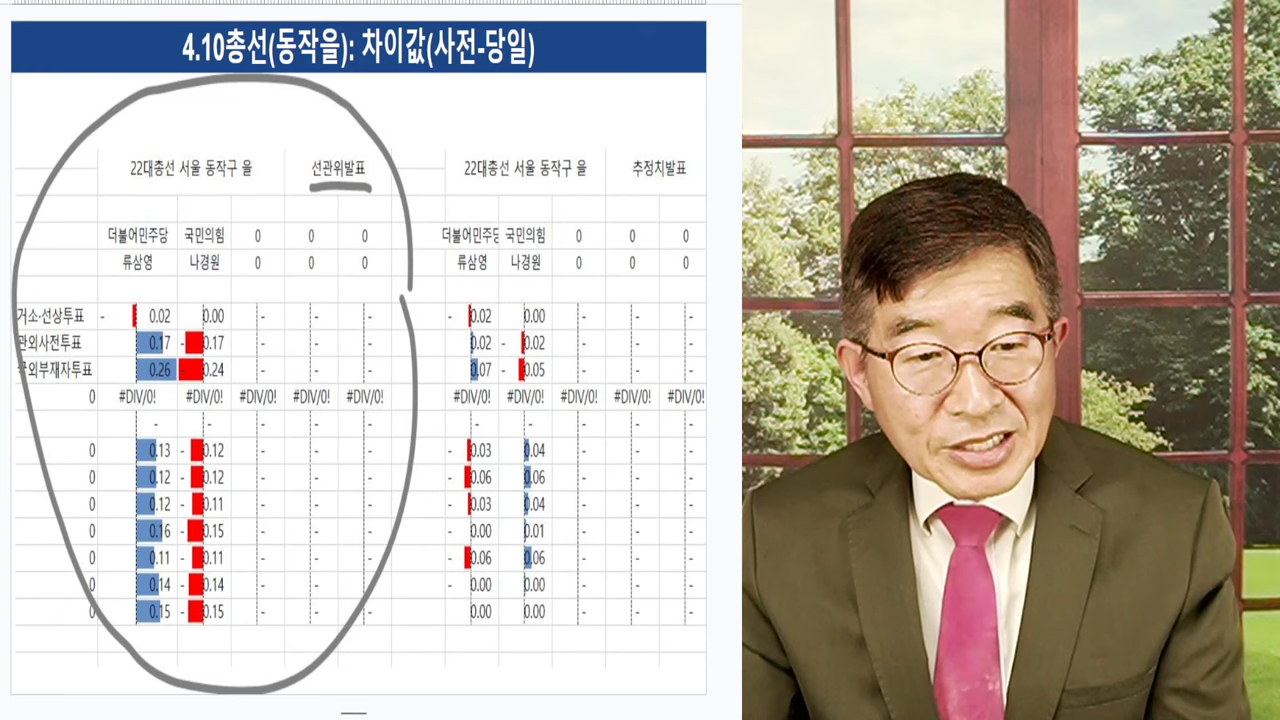 4.10총선(동작을): 차이값(사전-당일)
22대총선 서울 동작구 을 선관위발표 22대총선 서울 동작구 을 추정치발표
더불어민주당 국민의힘 0 0 0 더불어민주당 국민의힘 0 0 0
류삼영 나경원 0 0 0 류삼영 나경원 0 0 0
거소·선상투표 - 0.02 0.00 - - - - 0.02 0.00 - - -
관외사전투표 0.17 - 0.17 - - - 0.02 - 0.02 - - -
국외부재자투표 0.26 - 0.24 - - - 0.07 - 0.05 - - -
0 #DIV/0! #DIV/0! #DIV/0! #DIV/0! #DIV/0! #DIV/0! #DIV/0! #DIV/0! #DIV/0! #DIV/0!
- - - - - - - - - -
0 0.13 - 0.12 - - - - 0.03 0.04 - - -
0 0.12 - 0.12 - - - - 0.06 0.06 - - -
0 0.12 - 0.11 - - - - 0.03 0.04 - - -
0 0.16 - 0.15 - - - - 0.00 0.01 - - -
0 0.11 - 0.11 - - - - 0.06 0.06 - - -
0 0.14 - 0.14 - - - - 0.00 0.00 - - -
0 0.15 - 0.15 - - - 0.00 0.00 - - -